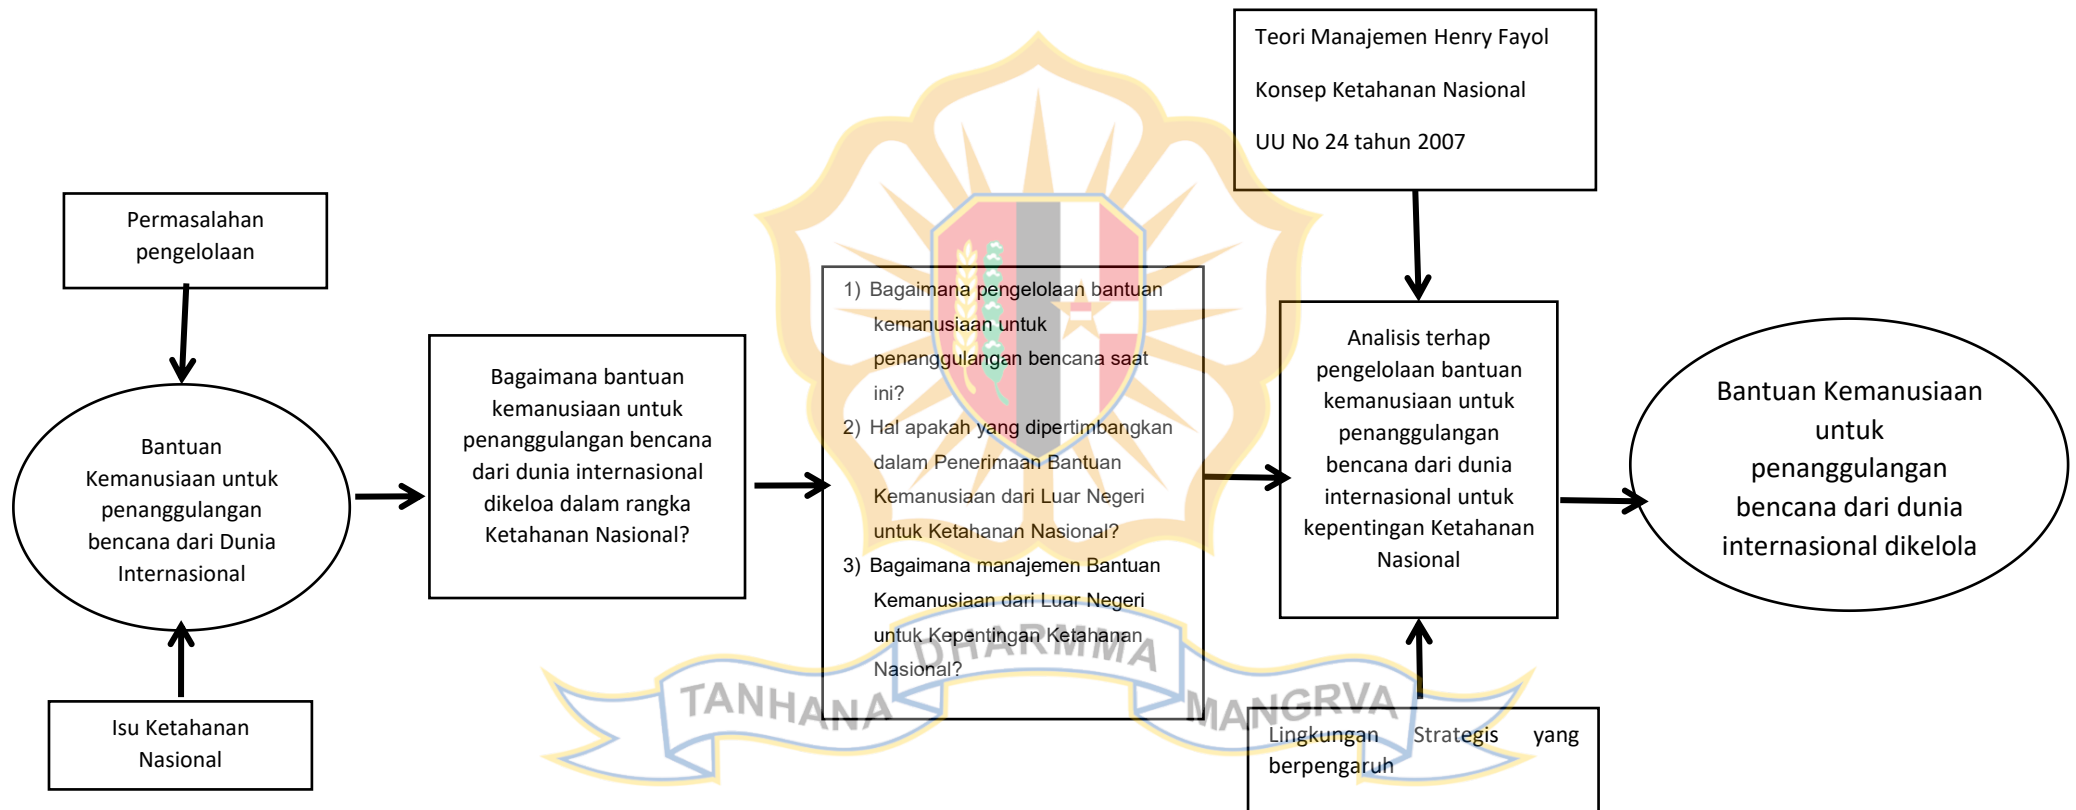 Teori Manajemen Henry Fayol
Konsep Ketahanan Nasional
UU No 24 tahun 2007
Permasalahan
pengelolaan
Bantuan
Kemanusiaan untuk
penanggulangan
bencana dari Dunia
Internasional
Isu Ketahanan
Nasional
Bagaimana bantuan
kemanusiaan untuk
penanggulangan bencana
dari dunia internasional
dikeloa dalam rangka
Ketahanan Nasional?
1) Bagaimana pengelolaan bantuan
kemanusiaan untuk
penanggulangan bencana saat
ini?
2) Hal apakah yang dipertimbangkan
dalam Penerimaan Bantuan
Kemanusiaan dari Luar Negeri
untuk Ketahanan Nasional?
3) Bagaimana manajemen Bantuan
Kemanusiaan dari Luar Negeri
untuk Kepentingan Ketahanan
Nasional?
Analisis terhap
pengelolaan bantuan
kemanusiaan untuk
penanggulangan
bencana dari dunia
internasional untuk
kepentingan Ketahanan
Nasional
Lingkungan Strategis yang
berpengaruh
Bantuan Kemanusiaan
untuk
penanggulangan
bencana dari dunia
internasional dikelola
TANHANA DHARMMA MANGRVA